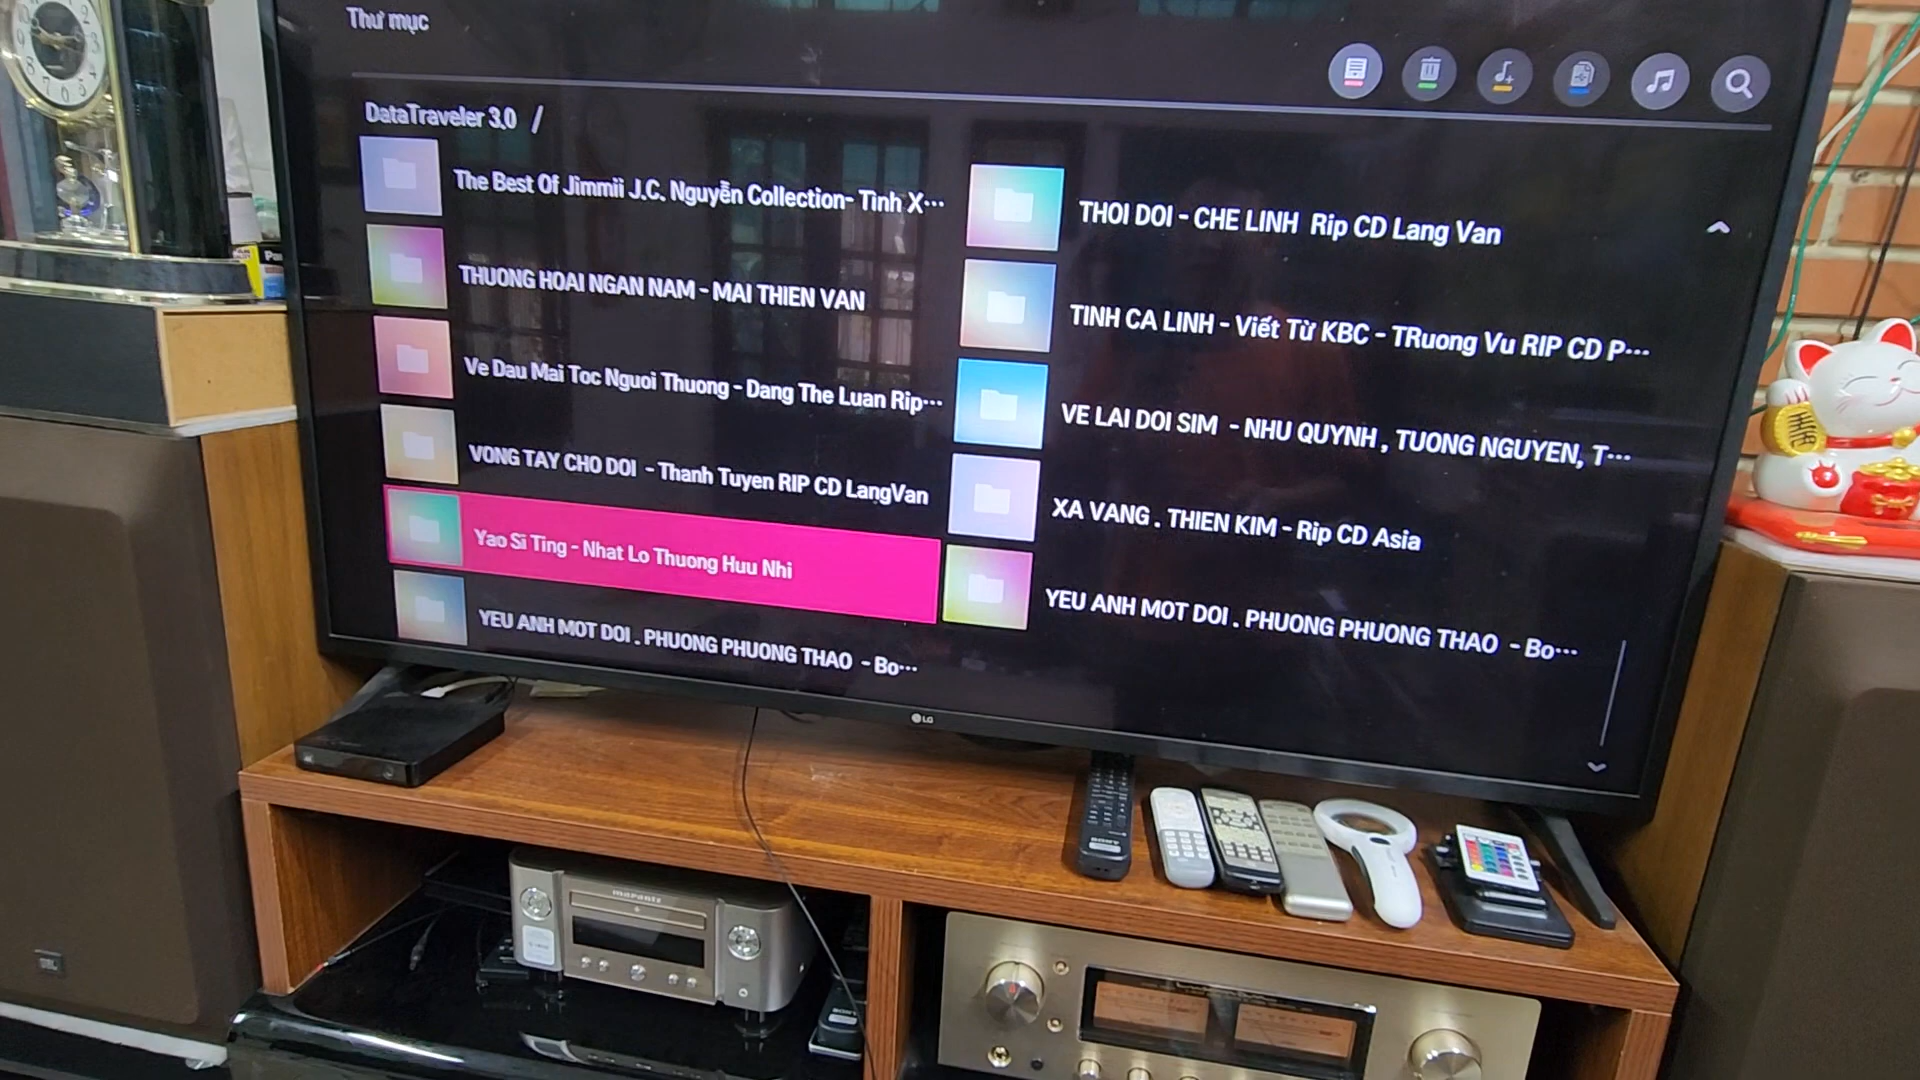 Thư mục
DataTraveler 3.0 /
The Best Of Jimmii J.C. Nguyễn Collection- Tinh X...
THOI DOI - CHE LINH Rip CD Lang Van
THUONG HOAI NGAN NAM - MAI THIEN VAN
TINH CA LINH - Viết Từ KBC - TRuong Vu RIP CD P...
Ve Dau Mai Toc Nguoi Thuong - Dang The Luan Rip...
VE LAI DOI SIM - NHU QUYNH , TUONG NGUYEN, T...
VONG TAY CHO DOI - Thanh Tuyen RIP CD LangVan
XA VANG . THIEN KIM - Rip CD Asia
Yao Si Ting - Nhat Lo Thuong Huu Nhi
YEU ANH MOT DOI . PHUONG PHUONG THAO - Bo...
YEU ANH MOT DOI . PHUONG PHUONG THAO - Bo...
LG
SONY
marantz
JBL